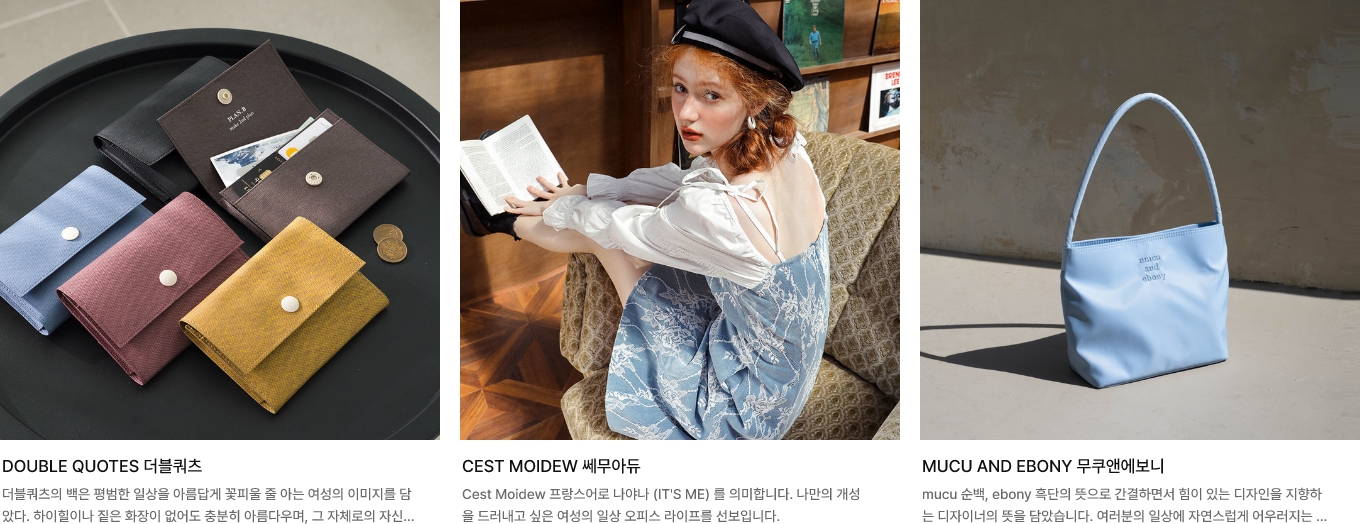 PLAN B
make 2nd plan
BRENDA
LEE
mucu
and
ebony
DOUBLE QUOTES 더블쿼츠
더블쿼츠의 백은 평범한 일상을 아름답게 꽃피울 줄 아는 여성의 이미지를 담
았다. 하이힐이나 짙은 화장이 없어도 충분히 아름다우며, 그 자체로의 자신...
CEST MOIDEW 쎄무아듀
Cest Moidew 프랑스어로 나야나 (IT'S ME) 를 의미합니다. 나만의 개성
을 드러내고 싶은 여성의 일상 오피스 라이프를 선보입니다.
MUCU AND EBONY 무쿠앤에보니
mucu 순백, ebony 흑단의 뜻으로 간결하면서 힘이 있는 디자인을 지향하
는 디자이너의 뜻을 담았습니다. 여러분의 일상에 자연스럽게 어우러지는 ...